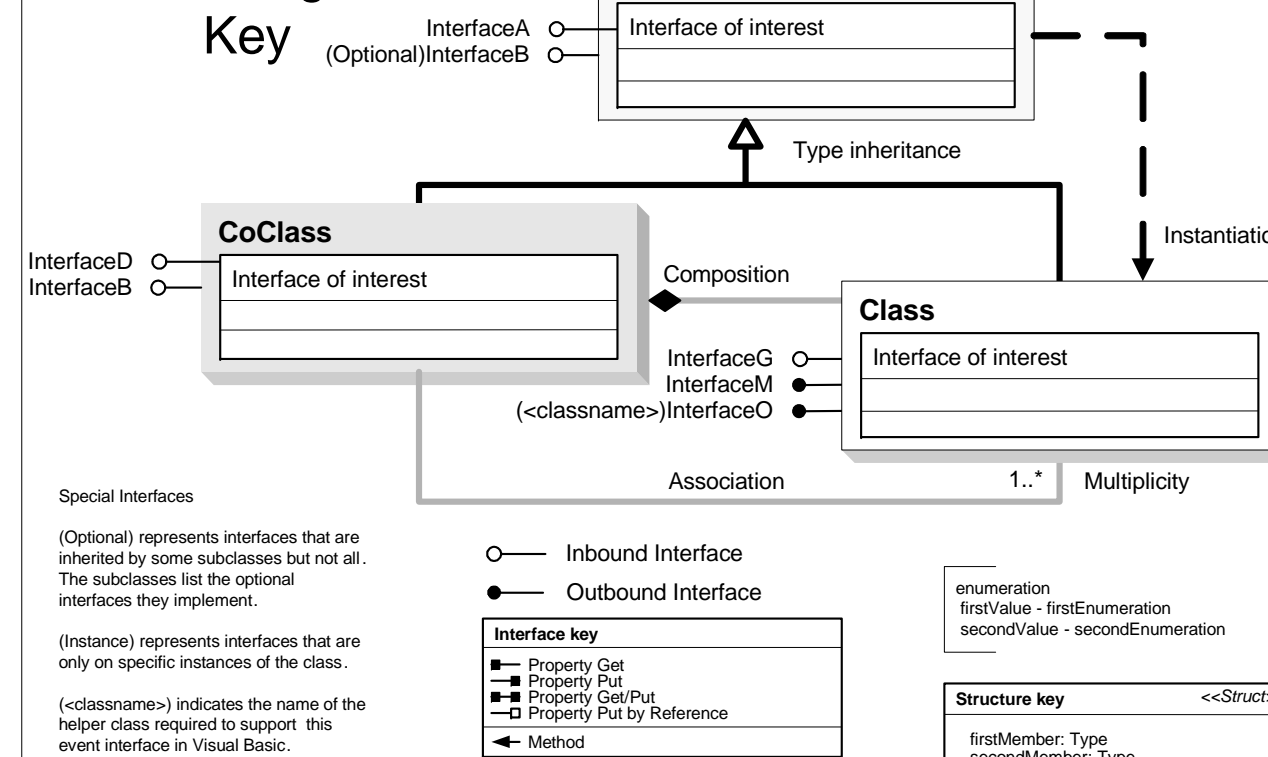 Key
InterfaceA
(Optional)InterfaceB
Interface of interest
Type inheritance
CoClass
InterfaceD
InterfaceB
Interface of interest
Composition
Class
InterfaceG
InterfaceM
(<classname>)InterfaceO
Interface of interest
Association
1..*
Multiplicity
Special Interfaces
(Optional) represents interfaces that are
inherited by some subclasses but not all.
The subclasses list the optional
interfaces they implement.
(Instance) represents interfaces that are
only on specific instances of the class.
(<classname>) indicates the name of the
helper class required to support this
event interface in Visual Basic.
Inbound Interface
Outbound Interface
Interface key
Property Get
Property Put
Property Get/Put
Property Put by Reference
Method
enumeration
firstValue - firstEnumeration
secondValue - secondEnumeration
Structure key
<<Struct
firstMember: Type
secondMember: Type